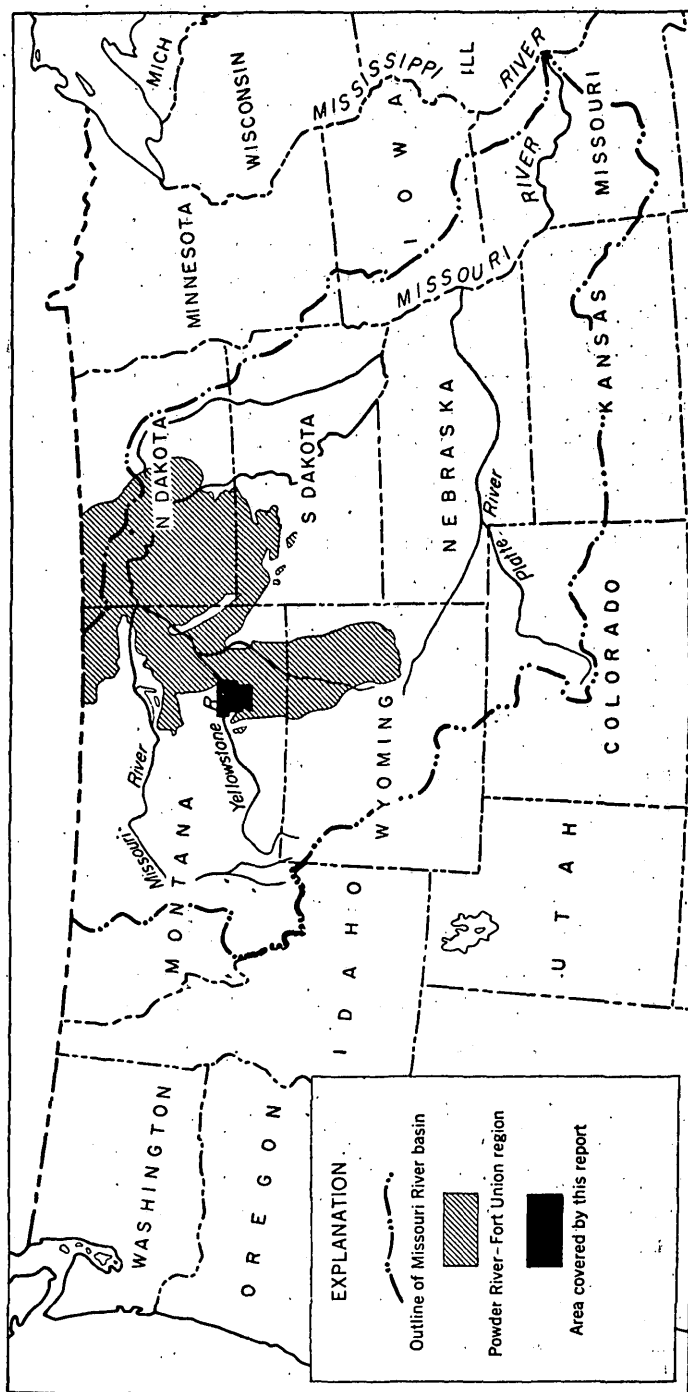 WASHINGTON
OREGON
IDAHO
MONTANA
Missouri
River
Yellowstone
WYOMING
UTAH
COLORADO
N DAKOTA
S DAKOTA
NEBRASKA
Platte
River
KANSAS
MINNESOTA
WISCONSIN
MICH
IOWA
ILL
MISSISSIPPI
RIVER
MISSOURI
RIVER
MISSOURI
EXPLANATION
Outline of Missouri River basin
Powder River-Fort Union region
Area covered by this report